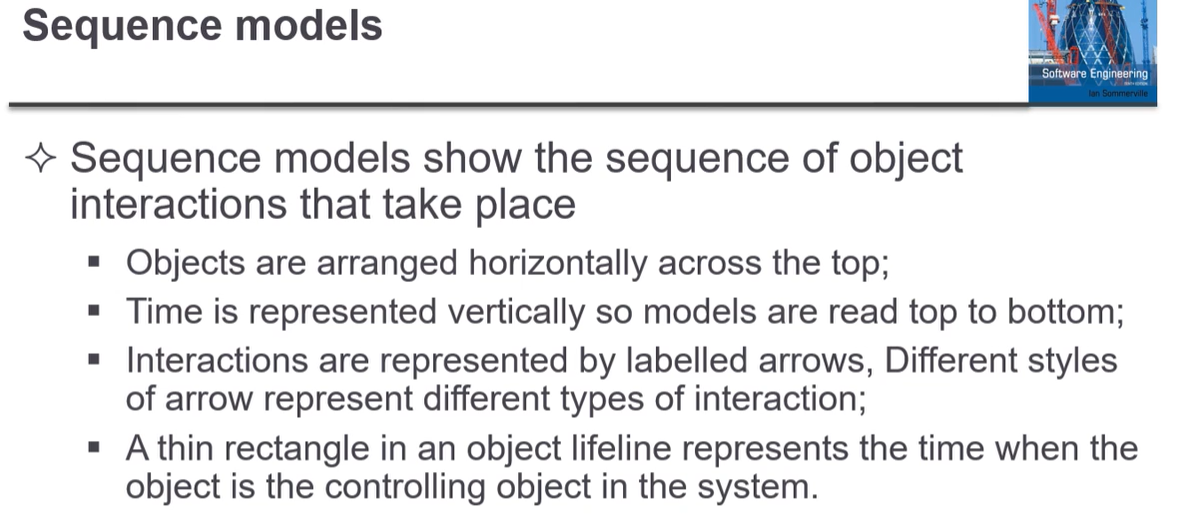 Sequence models
Software Engineering
Ian Sommerville
✧ Sequence models show the sequence of object
interactions that take place
▪ Objects are arranged horizontally across the top;
▪ Time is represented vertically so models are read top to bottom;
▪ Interactions are represented by labelled arrows, Different styles
of arrow represent different types of interaction;
▪ A thin rectangle in an object lifeline represents the time when the
object is the controlling object in the system.